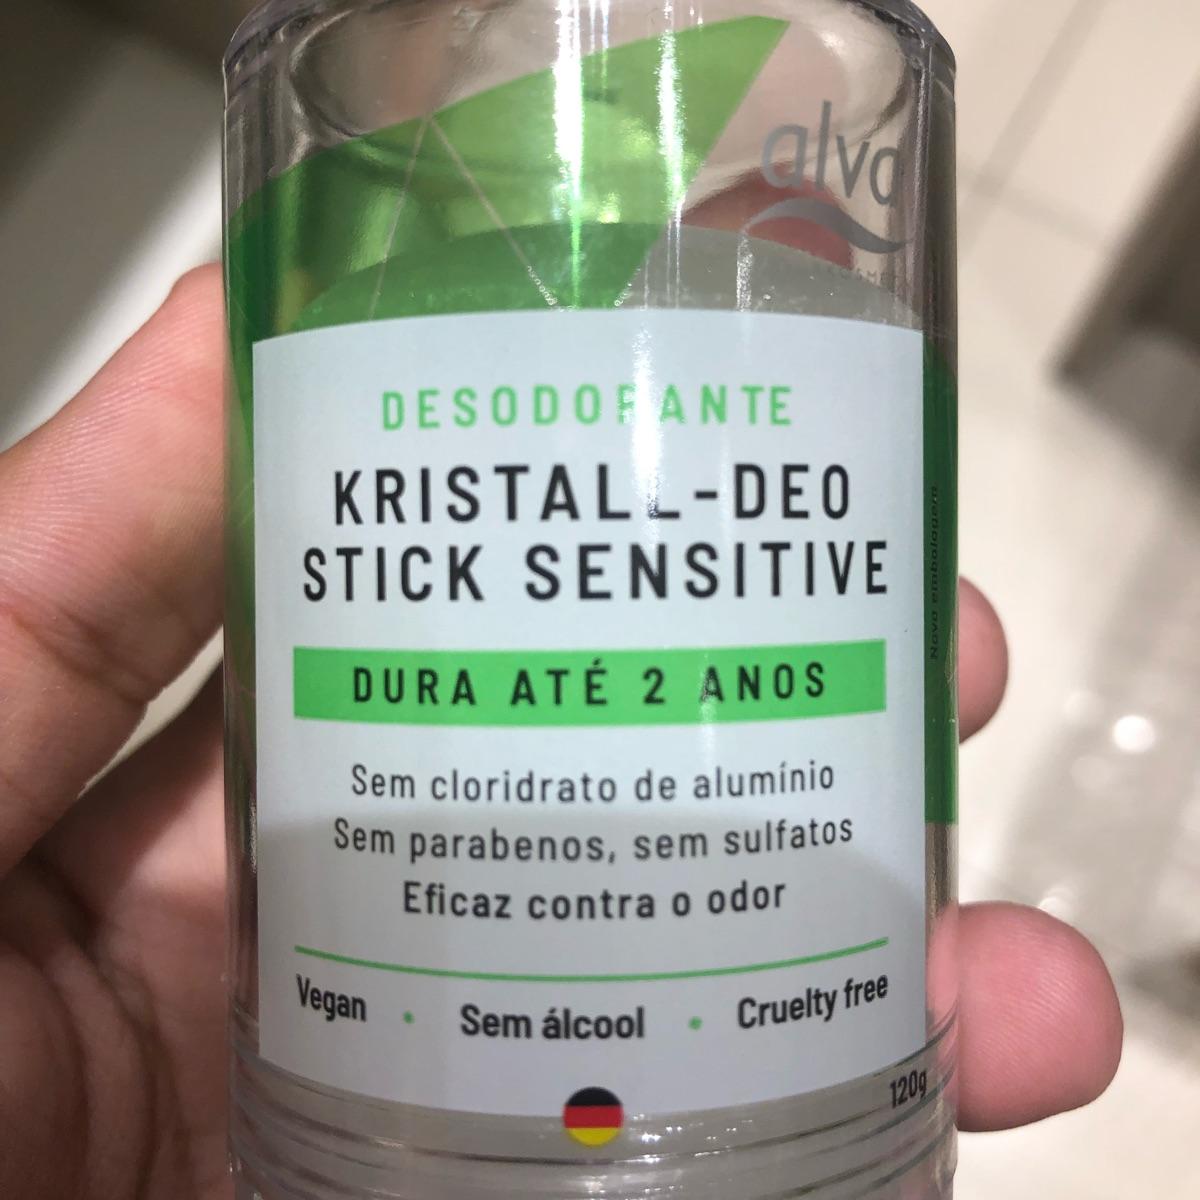 alva
DESODORANTE
KRISTALL-DEO
STICK SENSITIVE
DURA ATÉ 2 ANOS
Sem cloridrato de alumínio
Sem parabenos, sem sulfatos
Eficaz contra o odor
Vegan • Sem álcool • Cruelty free
120g
Nova embalagem